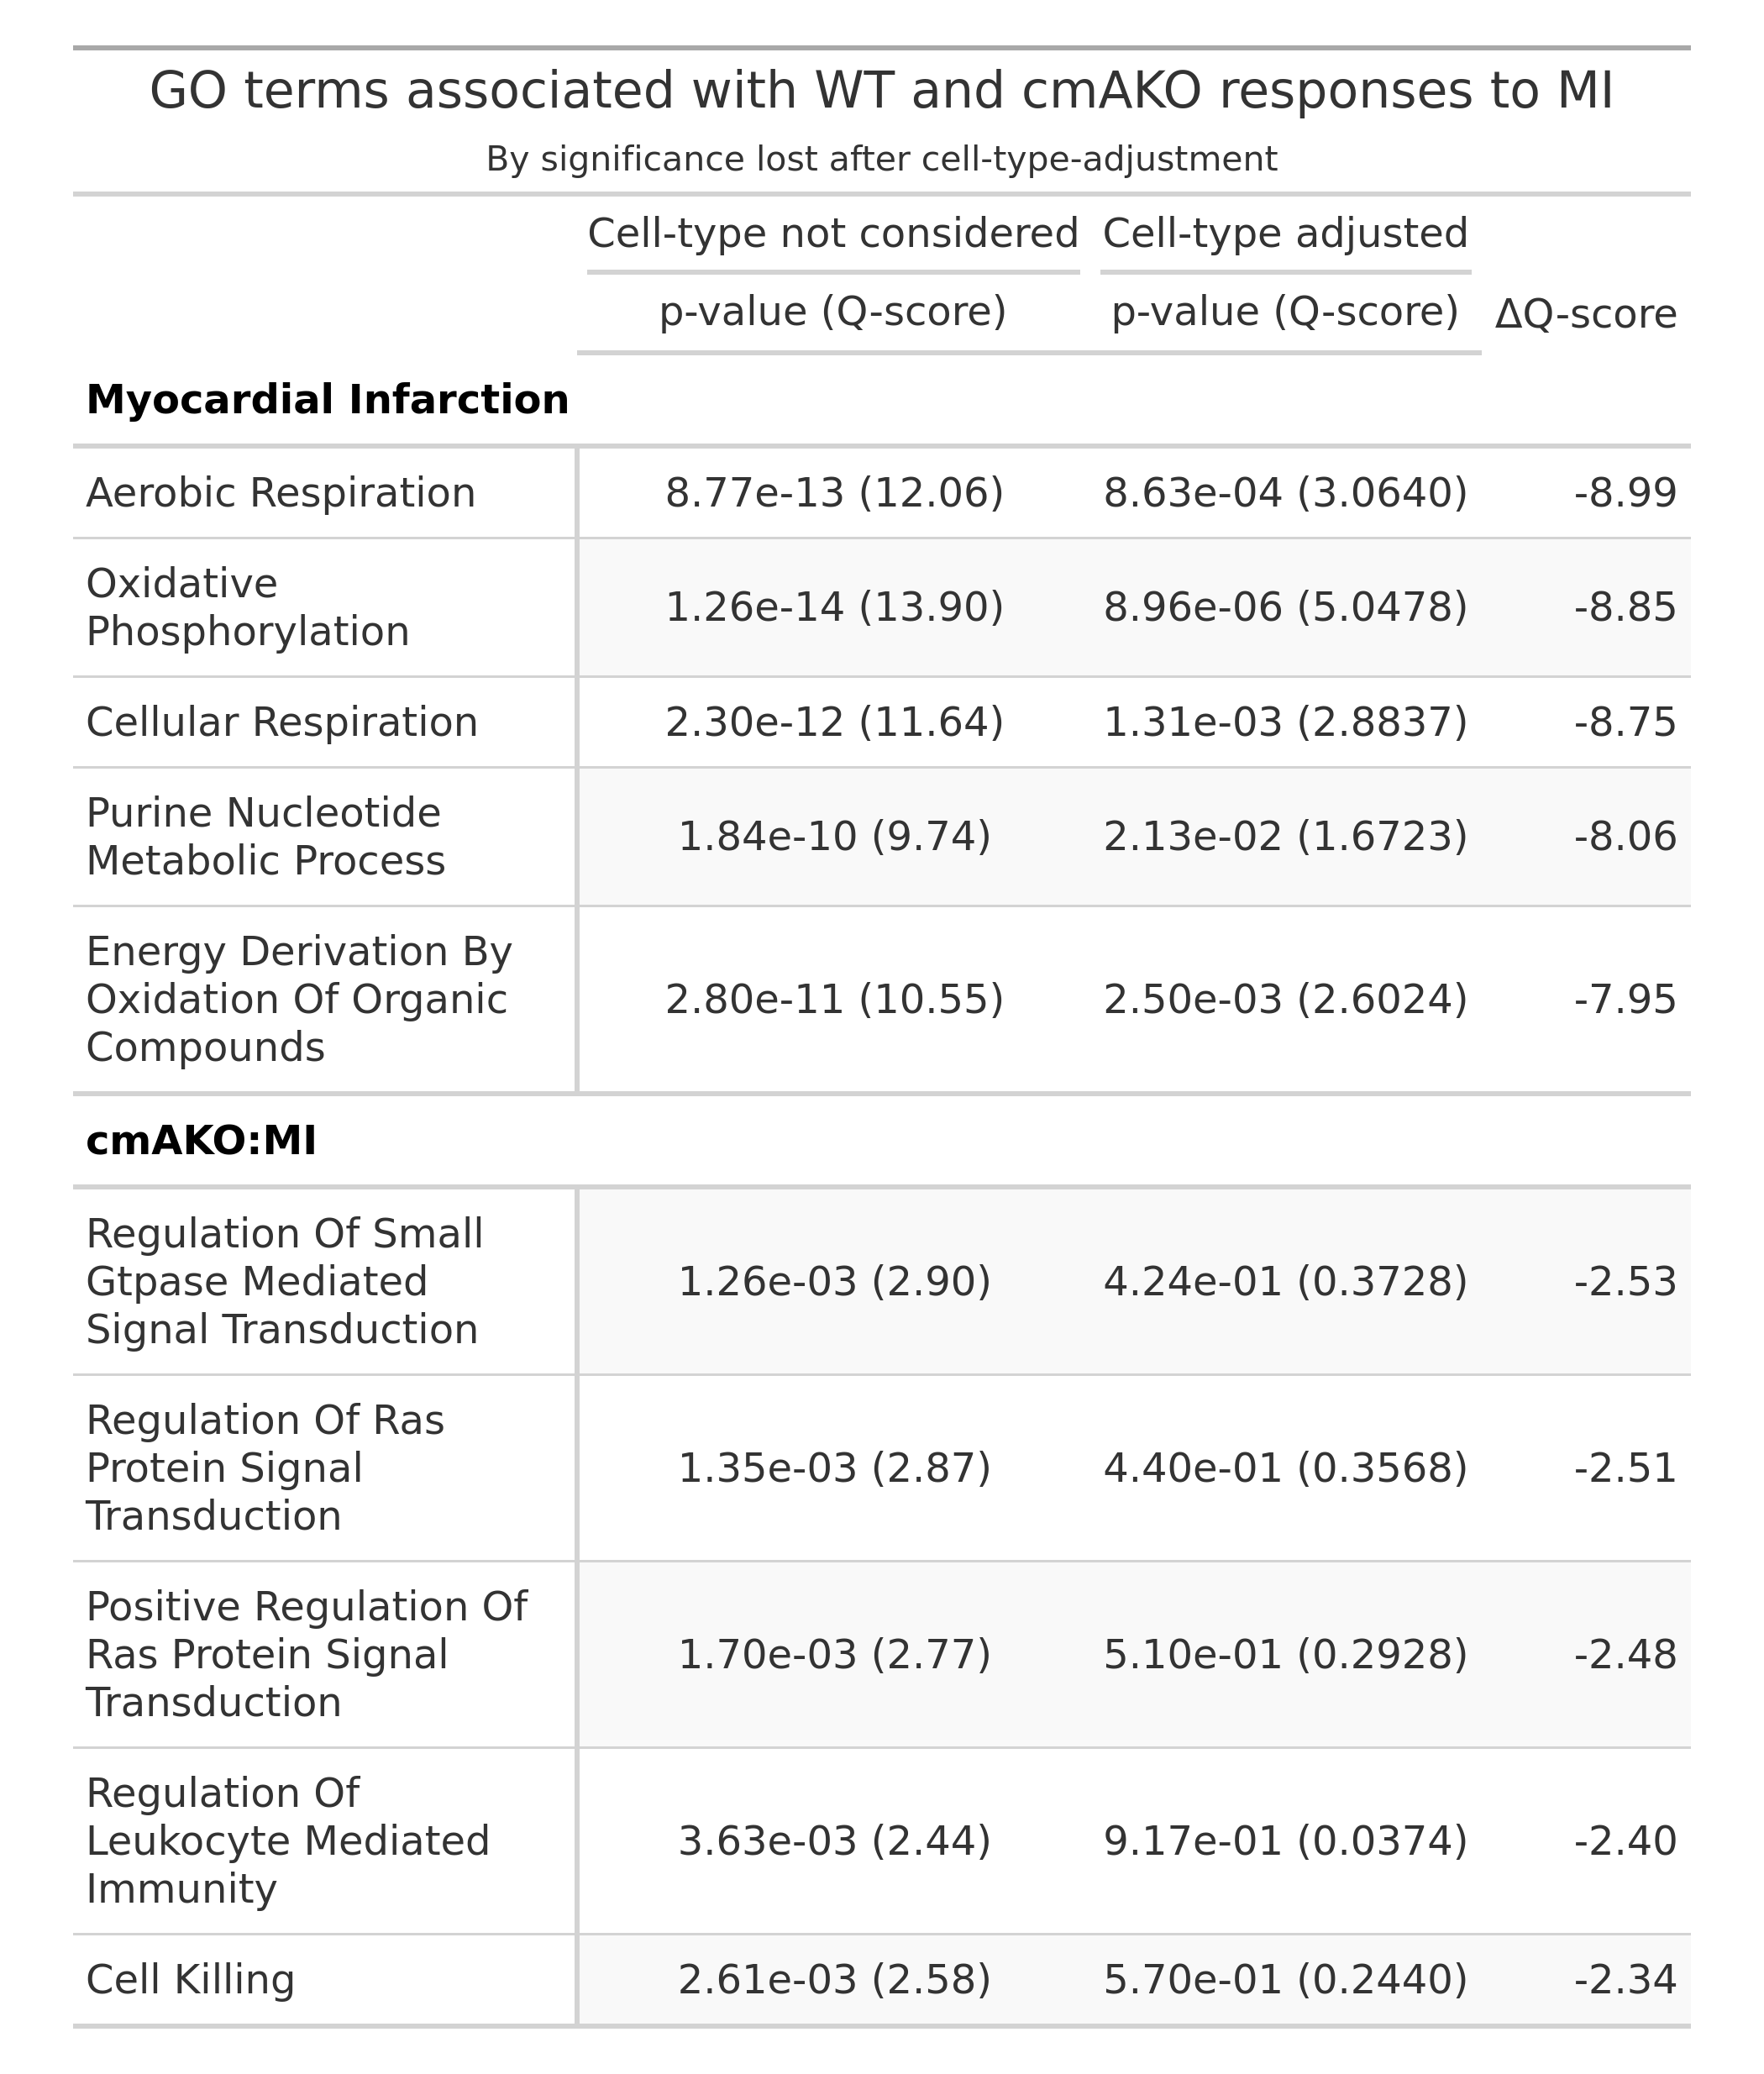 GO terms associated with WT and cmAKO responses to MI
By significance lost after cell-type-adjustment
Cell-type not considered Cell-type adjusted
p-value (Q-score) p-value (Q-score) ΔQ-score
Myocardial Infarction
Aerobic Respiration 8.77e-13 (12.06) 8.63e-04 (3.0640) -8.99
Oxidative
Phosphorylation 1.26e-14 (13.90) 8.96e-06 (5.0478) -8.85
Cellular Respiration 2.30e-12 (11.64) 1.31e-03 (2.8837) -8.75
Purine Nucleotide
Metabolic Process 1.84e-10 (9.74) 2.13e-02 (1.6723) -8.06
Energy Derivation By
Oxidation Of Organic 2.80e-11 (10.55) 2.50e-03 (2.6024) -7.95
Compounds
cmAKO:MI
Regulation Of Small
Gtpase Mediated 1.26e-03 (2.90) 4.24e-01 (0.3728) -2.53
Signal Transduction
Regulation Of Ras
Protein Signal 1.35e-03 (2.87) 4.40e-01 (0.3568) -2.51
Transduction
Positive Regulation Of
Ras Protein Signal 1.70e-03 (2.77) 5.10e-01 (0.2928) -2.48
Transduction
Regulation Of
Leukocyte Mediated 3.63e-03 (2.44) 9.17e-01 (0.0374) -2.40
Immunity
Cell Killing 2.61e-03 (2.58) 5.70e-01 (0.2440) -2.34